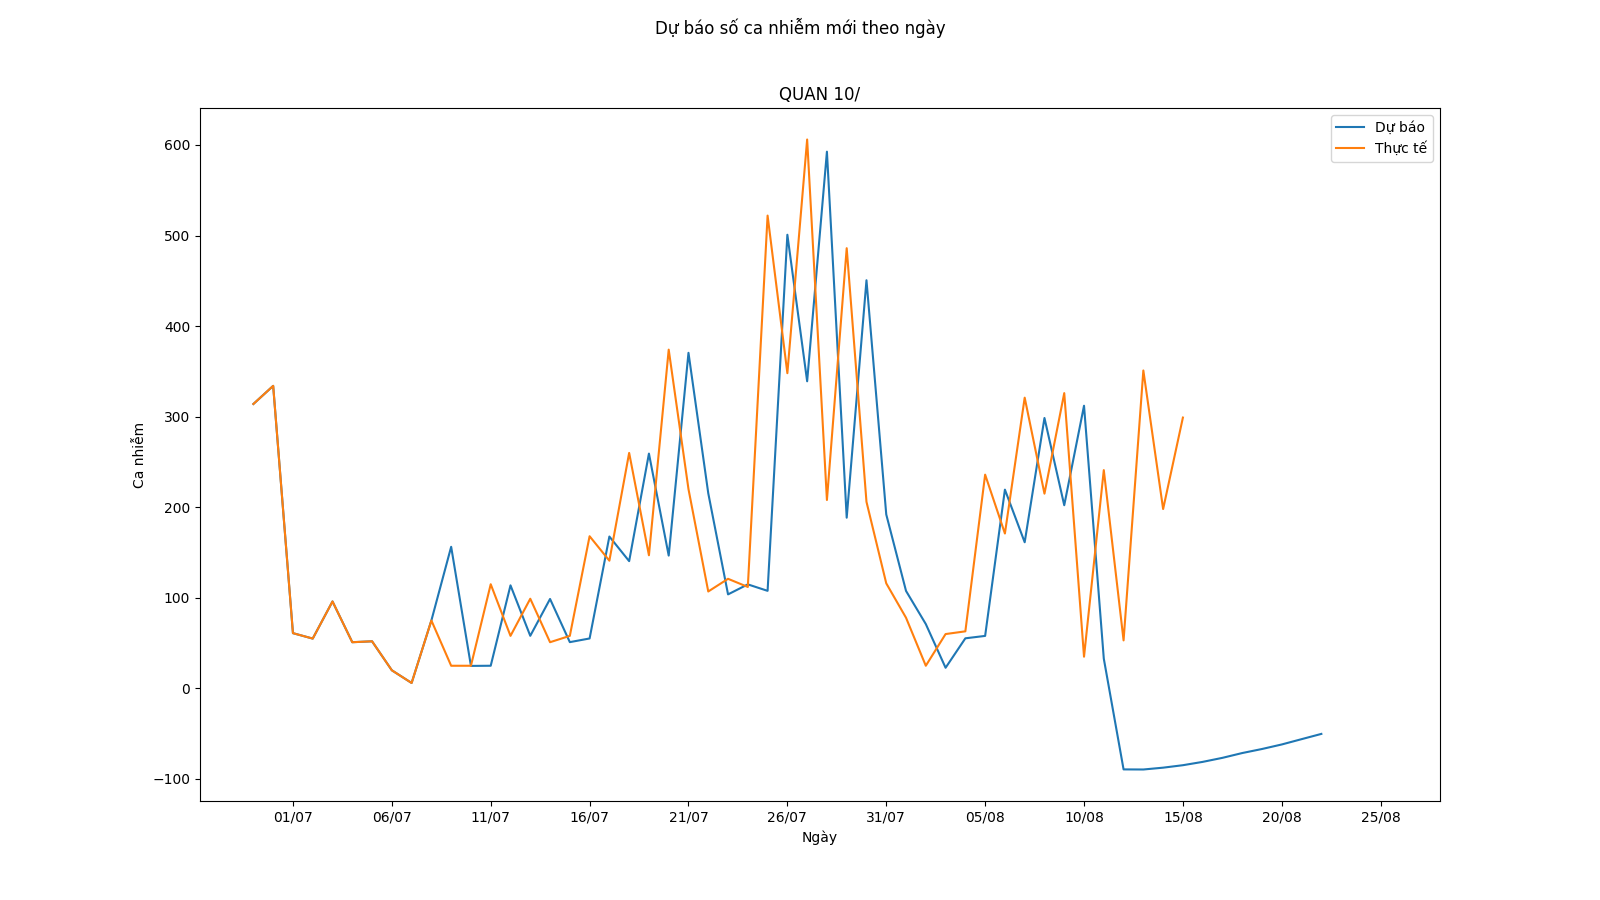 Dự báo số ca nhiễm mới theo ngày
QUAN 10/
Dự báo
Thực tế
600
500
400
300
200
100
0
−100
Ca nhiễm
01/07 06/07 11/07 16/07 21/07 26/07 31/07 05/08 10/08 15/08 20/08 25/08
Ngày